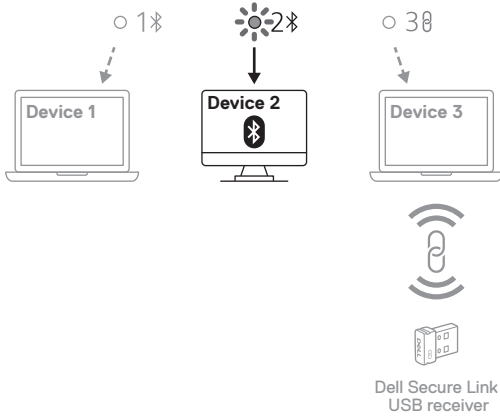 1
2
3
Device 1
Device 2
Device 3
DELL
Dell Secure Link
USB receiver